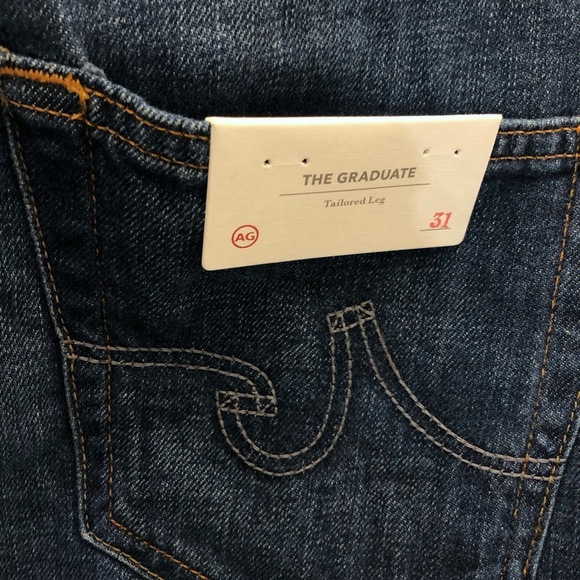 THE GRADUATE
Tailored Leg
AG
31